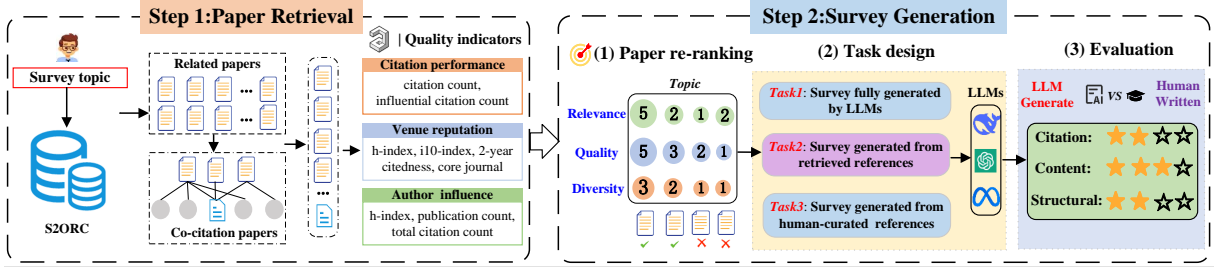 Step 1:Paper Retrieval
Survey topic
S2ORC
Related papers
...
...
Co-citation papers
...
| Quality indicators
Citation performance
citation count,
influential citation count
Venue reputation
h-index, i10-index, 2-year
citedness, core journal
Author influence
h-index, publication count,
total citation count
Step 2:Survey Generation
(1) Paper re-ranking
Topic
Relevance 5 2 1 2
Quality 5 3 2 1
Diversity 3 2 1 1
(2) Task design
Task1: Survey fully generated
by LLMs
Task2: Survey generated from
retrieved references
Task3: Survey generated from
human-curated references
LLMs
(3) Evaluation
LLM
Generate
AI
VS
Human
Written
Citation:
Content:
Structural: